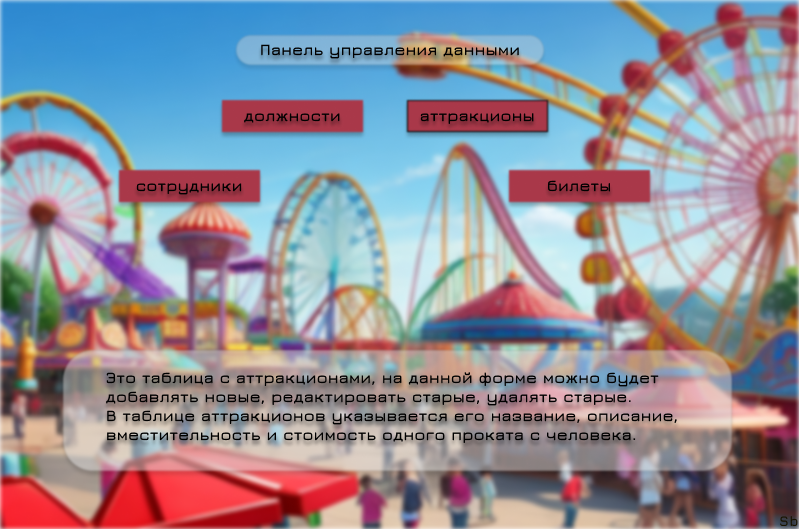 Панель управления данными
должности
аттракционы
сотрудники
билеты
Это таблица с аттракционами, на данной форме можно будет
добавлять новые, редактировать старые, удалять старые.
В таблице аттракционов указывается его название, описание,
вместительность и стоимость одного проката с человека.
Sb